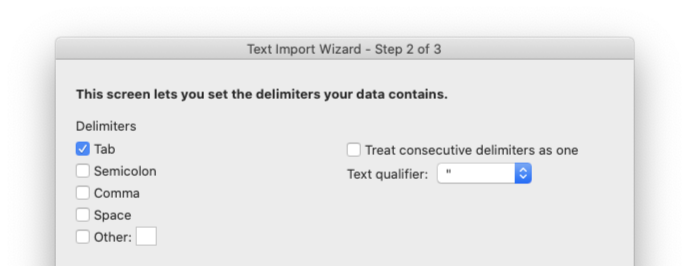 Text Import Wizard - Step 2 of 3
This screen lets you set the delimiters your data contains.
Delimiters
Tab
Treat consecutive delimiters as one
Semicolon
Text qualifier: "
Comma
Space
Other: